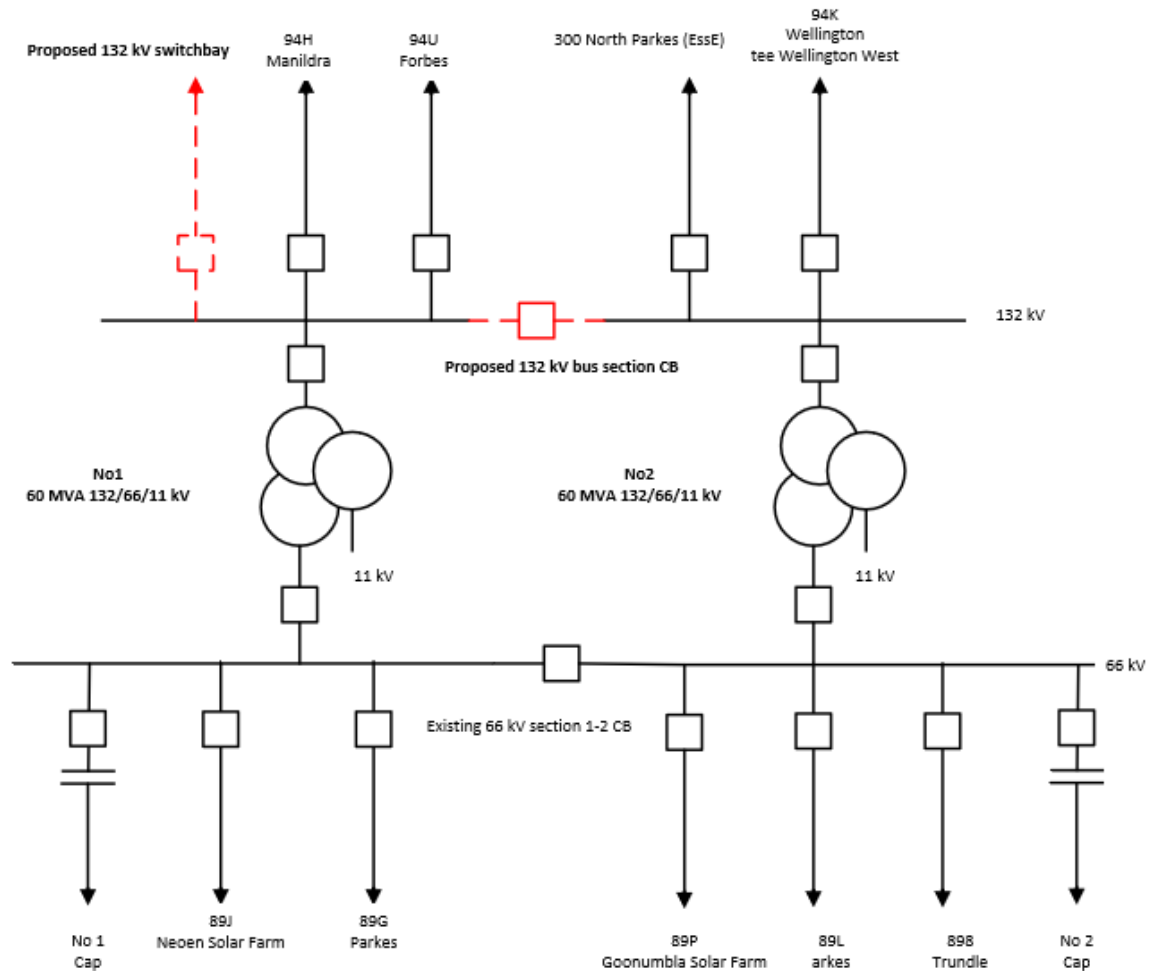 Proposed 132 kV switchbay
94H
Manildra
94U
Forbes
300 North Parkes (EssE)
94K
Wellington
tee Wellington West
132 kV
Proposed 132 kV bus section CB
No1
60 MVA 132/66/11 kV
No2
60 MVA 132/66/11 kV
11 kV
11 kV
66 kV
Existing 66 kV section 1-2 CB
No 1
Cap
89J
Neoen Solar Farm
89G
Parkes
89P
Goonumbla Solar Farm
89L
arkes
898
Trundle
No 2
Cap